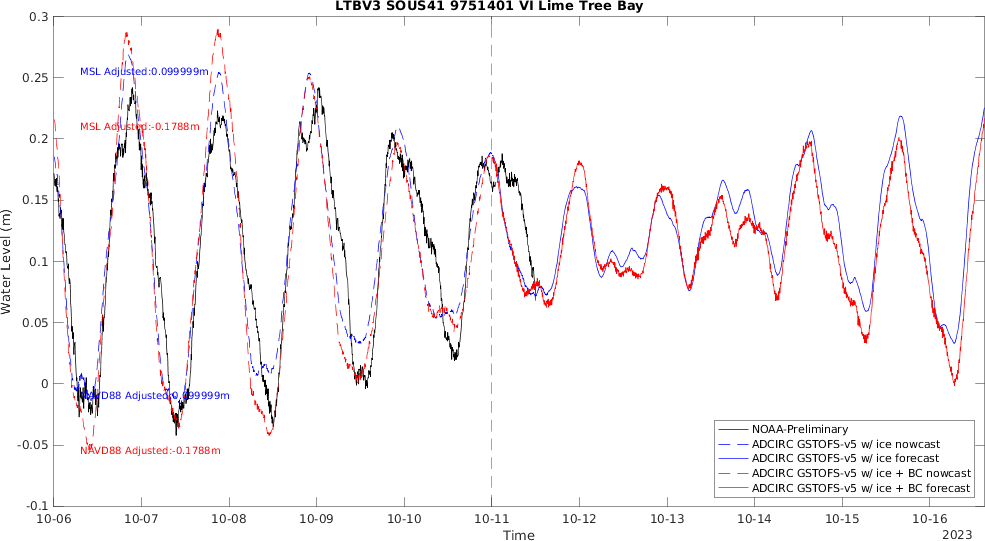 LTBV3 SOUS41 9751401 VI Lime Tree Bay
Water Level (m)
0.3
0.25
0.2
0.15
0.1
0.05
0
-0.05
-0.1
MSL Adjusted:0.099999m
MSL Adjusted:-0.1788m
NAVD88 Adjusted:0.099999m
NAVD88 Adjusted:-0.1788m
NOAA-Preliminary
ADCIRC GSTOFS-v5 w/ ice nowcast
ADCIRC GSTOFS-v5 w/ ice forecast
ADCIRC GSTOFS-v5 w/ ice + BC nowcast
ADCIRC GSTOFS-v5 w/ ice + BC forecast
10-06 10-07 10-08 10-09 10-10 10-11 10-12 10-13 10-14 10-15 10-16
Time
2023